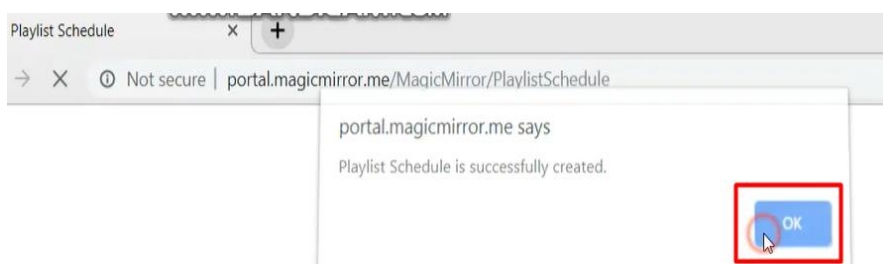 Playlist Schedule
Not secure | portal.magicmirror.me/MagicMirror/PlaylistSchedule
portal.magicmirror.me says
Playlist Schedule is successfully created.
OK